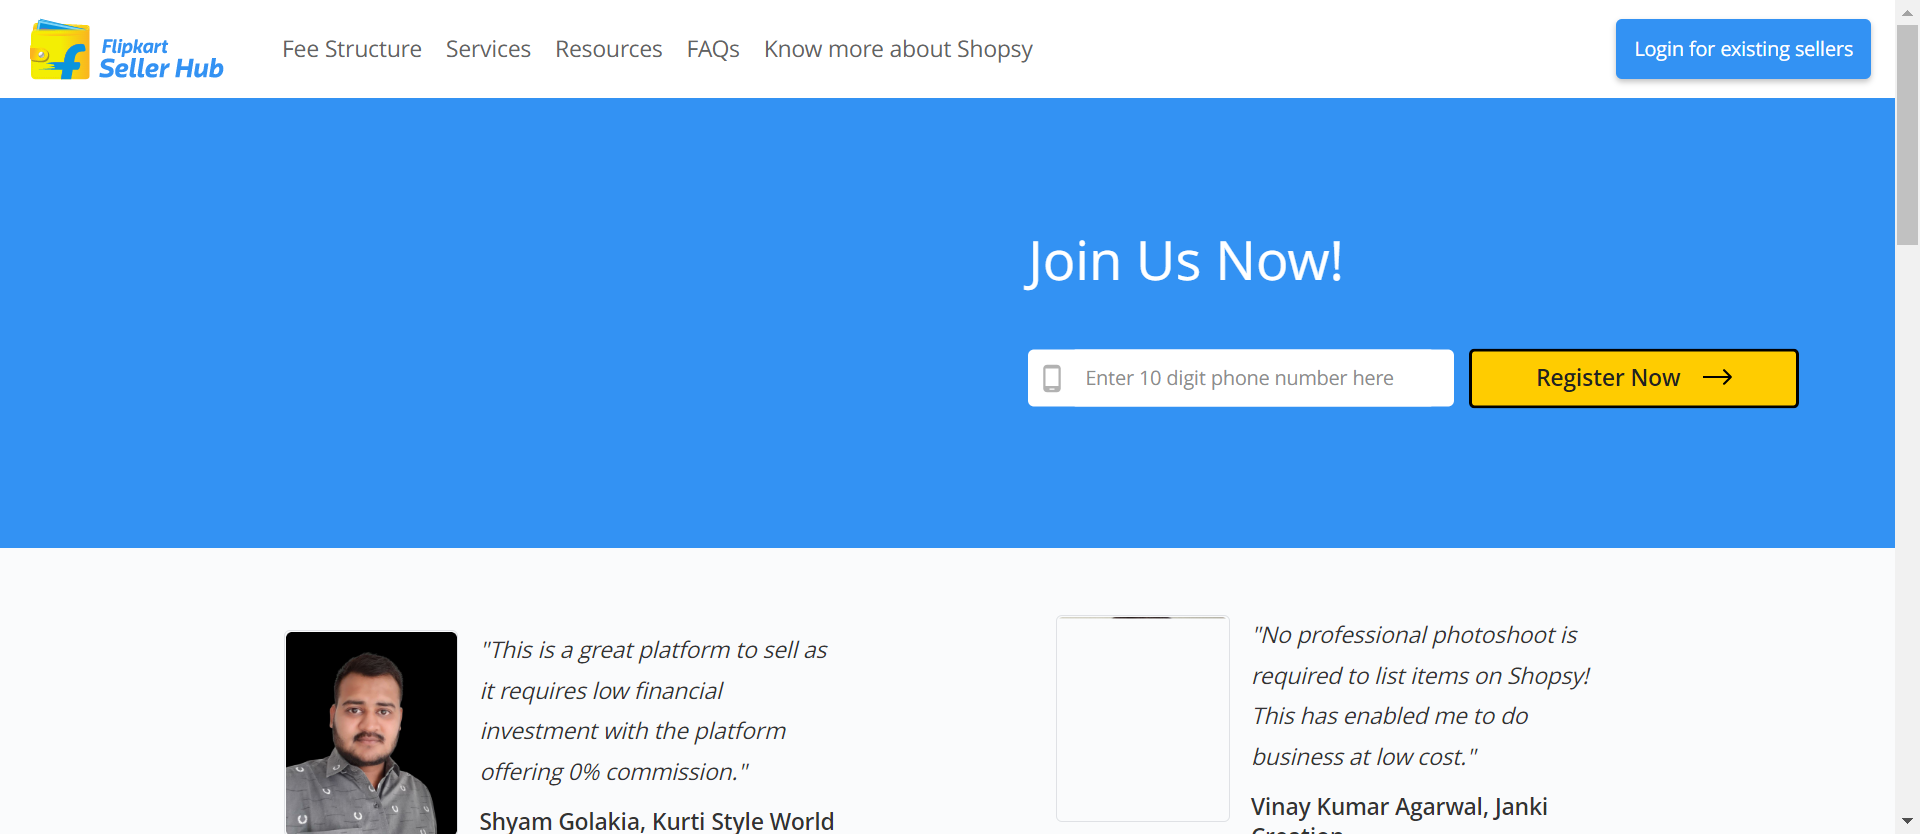 Flipkart
Seller Hub
Fee Structure
Services
Resources
FAQs
Know more about Shopsy
Login for existing sellers
Join Us Now!
Enter 10 digit phone number here
Register Now
"This is a great platform to sell as
it requires low financial
investment with the platform
offering 0% commission."
Shyam Golakia, Kurti Style World
"No professional photoshoot is
required to list items on Shopsy!
This has enabled me to do
business at low cost."
Vinay Kumar Agarwal, Janki
Creation